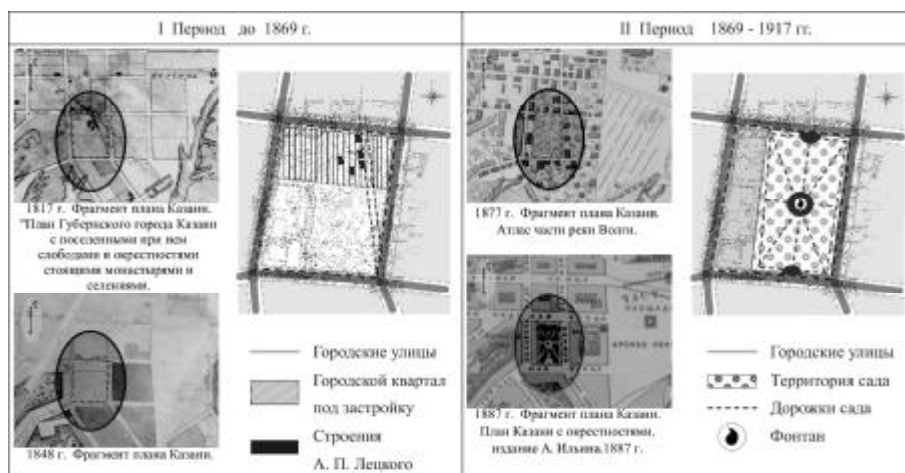 I Период до 1869 г.
II Период 1869 - 1917 гг.
1817 г. Фрагмент плана Казани.
"План Губернского города Казани
с поселенными при нем
слободами и окрестностями
стоящими монастырями и
селениями.
1848 г. Фрагмент плана Казани.
Городские улицы
Городской квартал
под застройку
Строения
А. П. Лецкого
1877 г. Фрагмент плана Казани.
Атлас части реки Волги.
1887 г. Фрагмент плана Казани.
План Казани с окрестностями,
издание А. Ильина.1887 г.
Городские улицы
Территория сада
Дорожки сада
Фонтан